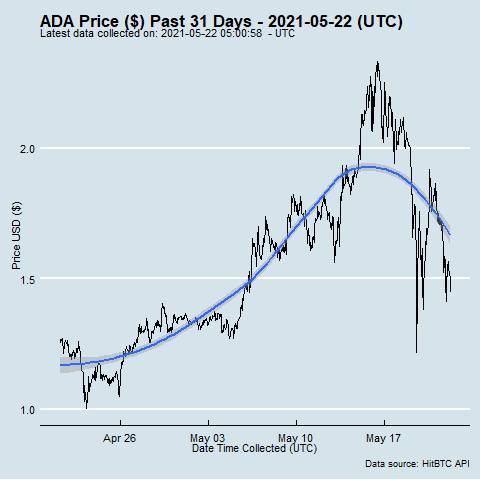 ADA Price ($) Past 31 Days - 2021-05-22 (UTC)
Latest data collected on: 2021-05-22 05:00:58 - UTC
Price USD ($)
2.0
1.5
1.0
Apr 26 May 03 May 10 May 17
Date Time Collected (UTC)
Data source: HitBTC API